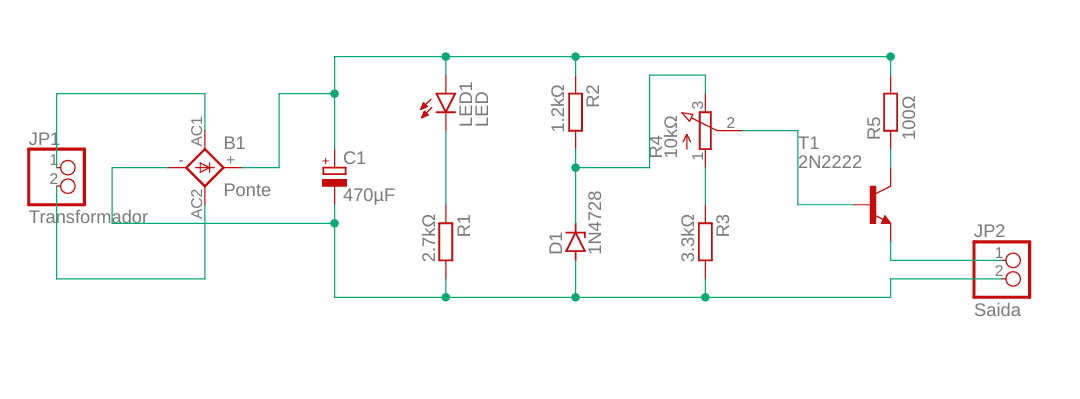 JP1
1
2
Transformador
AC1
B1
-
+
Ponte
AC2
+
C1
470µF
LED1
LED
2.7kΩ
R1
1.2kΩ
R2
D1
1N4728
R4
10kΩ
3
2
1
3.3kΩ
R3
T1
2N2222
R5
100Ω
JP2
1
2
Saida